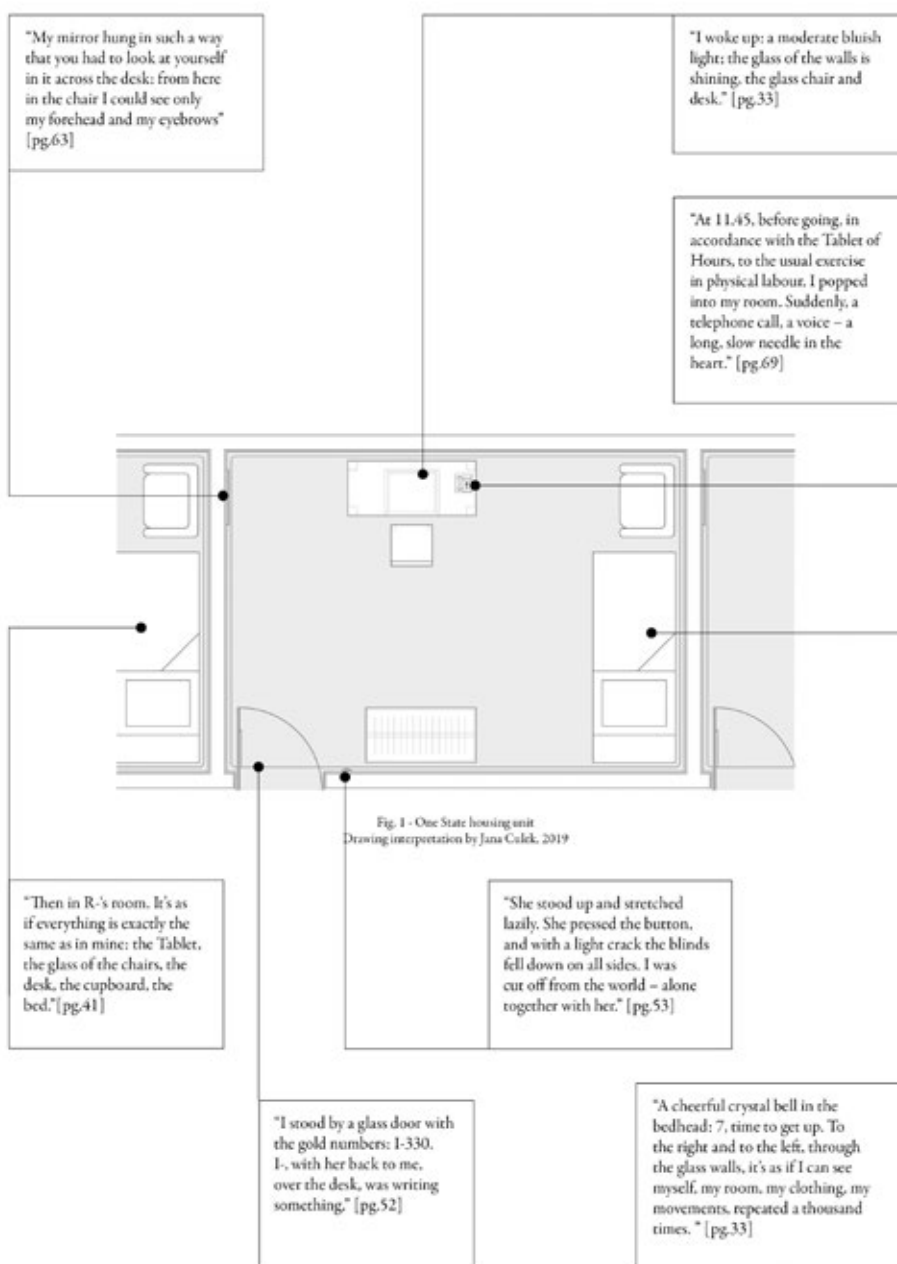 “My mirror hung in such a way
that you had to look at yourself
in it across the desk: from here
in the chair I could see only
my forehead and my eyebrows”
[pg.63]
“I woke up: a moderate bluish
light; the glass of the walls is
shining, the glass chair and
desk.” [pg.33]
“At 11.45, before going, in
accordance with the Tablet of
Hours, to the usual exercise
in physical labour, I popped
into my room. Suddenly, a
telephone call, a voice – a
long, slow needle in the
heart.” [pg.69]
Fig. 1 - One State housing unit
Drawing interpretation by Jana Culek, 2019
“Then in R-’s room. It’s as
if everything is exactly the
same as in mine: the Tablet,
the glass of the chairs, the
desk, the cupboard, the
bed.”[pg.41]
“She stood up and stretched
lazily. She pressed the button,
and with a light crack the blinds
fell down on all sides. I was
cut off from the world – alone
together with her.” [pg.53]
“I stood by a glass door with
the gold numbers: I-330.
I-, with her back to me,
over the desk, was writing
something,” [pg.52]
“A cheerful crystal bell in the
bedhead: 7, time to get up. To
the right and to the left, through
the glass walls, it’s as if I can see
myself, my room, my clothing, my
movements, repeated a thousand
times. ” [pg.33]